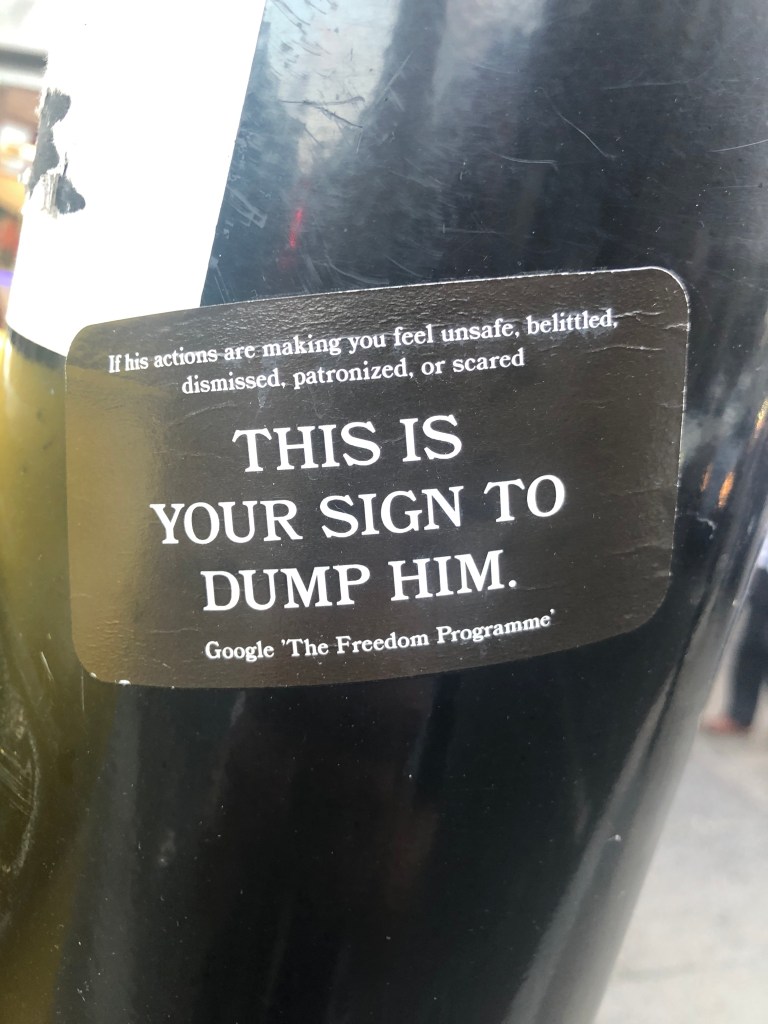 If his actions are making you feel unsafe, belittled,
dismissed, patronized, or scared
THIS IS
YOUR SIGN TO
DUMP HIM.
Google 'The Freedom Programme'